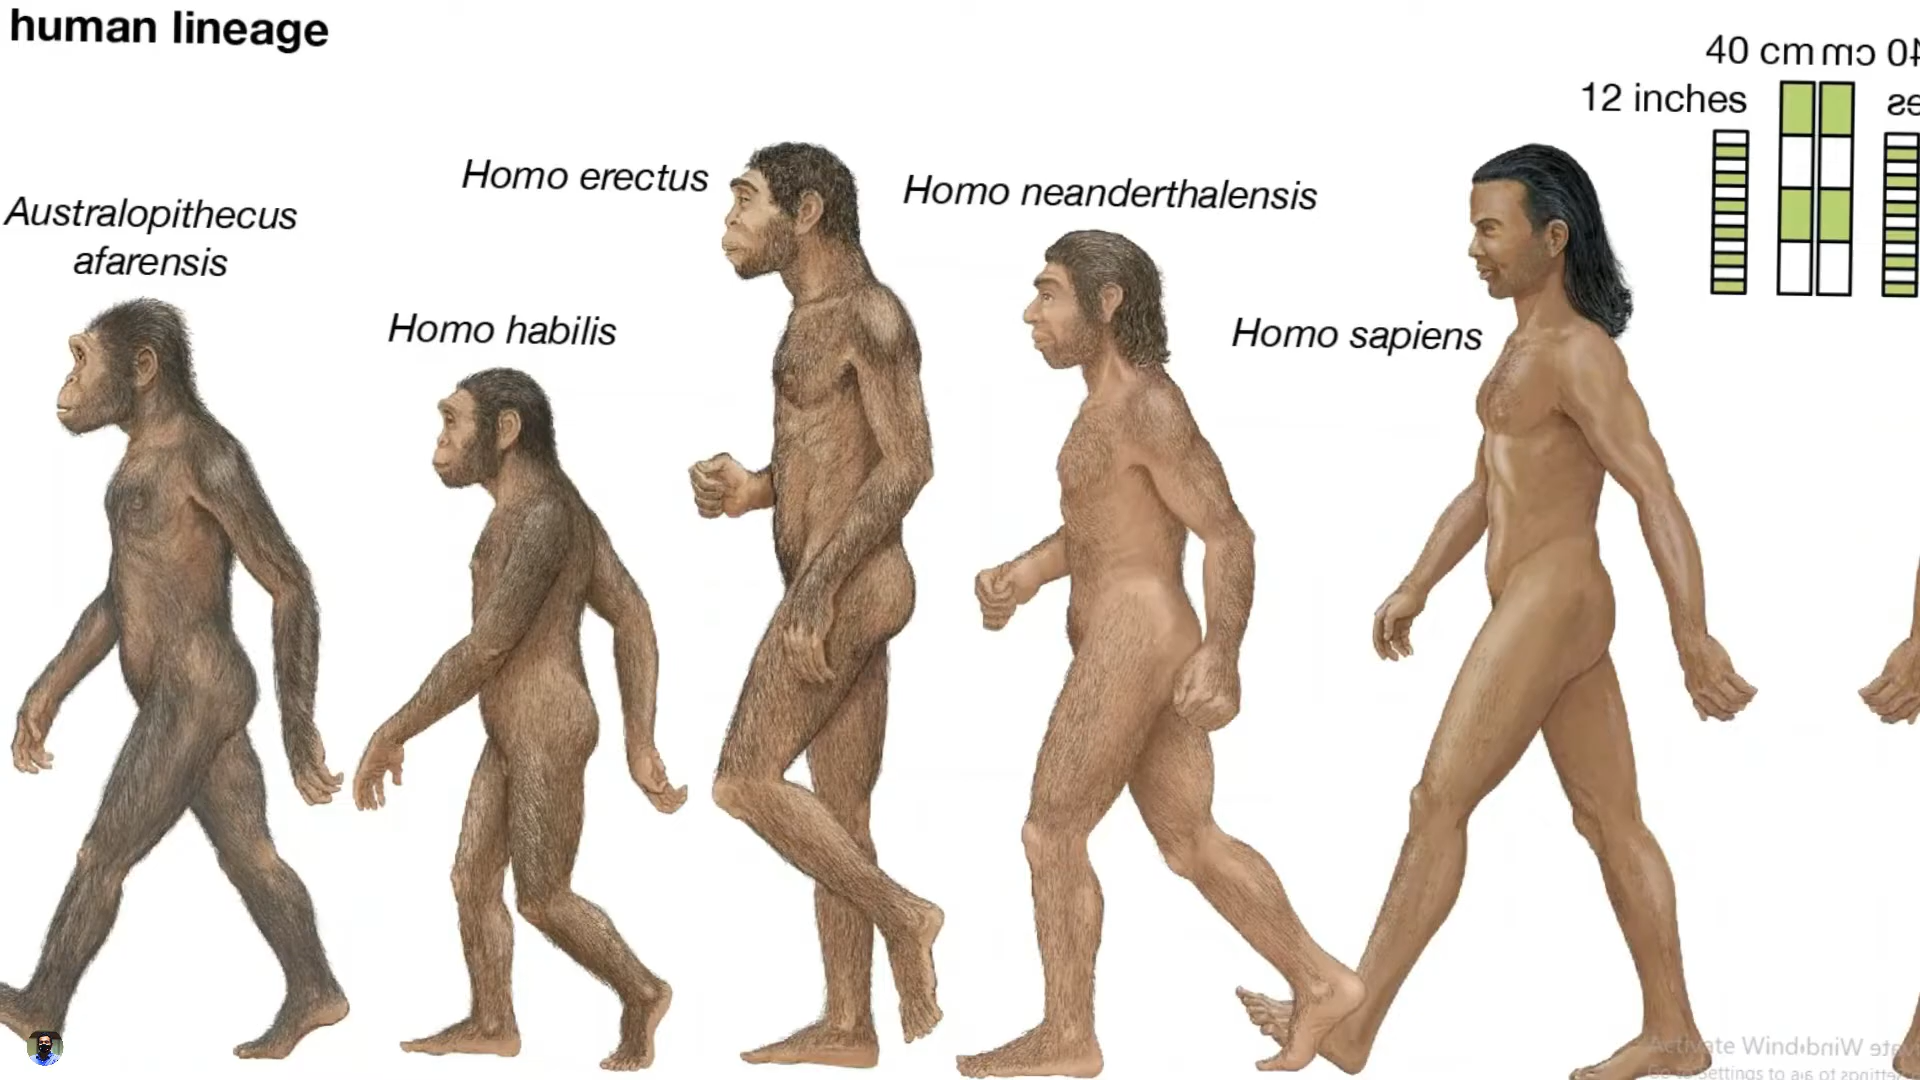 human lineage
40 cm
12 inches
Homo erectus
Homo neanderthalensis
Australopithecus
afarensis
Homo habilis
Homo sapiens